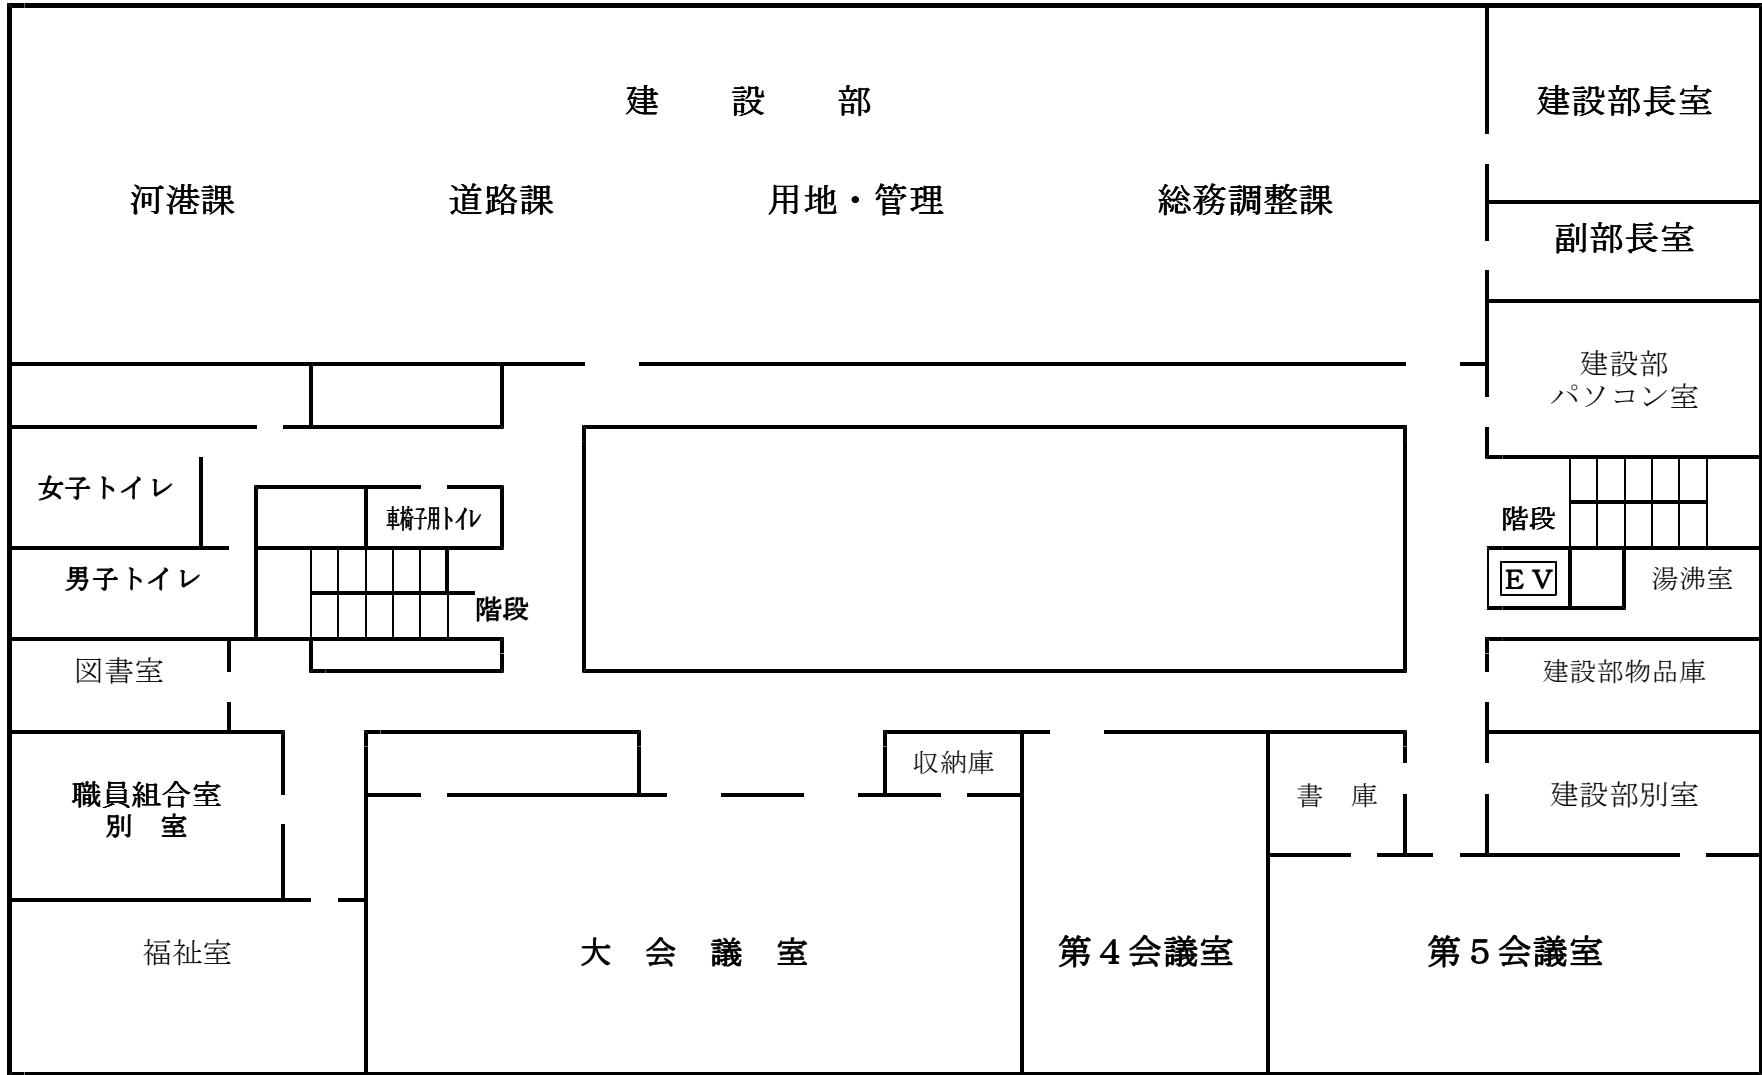 建　設　部
建設部長室
河港課
道路課
用地・管理
総務調整課
副部長室
建設部
パソコン室
女子トイレ
車椅子用トイレ
階段
男子トイレ
ＥＶ
湯沸室
階段
図書室
建設部物品庫
収納庫
職員組合室
別　室
書　庫
建設部別室
福祉室
大　会　議　室
第４会議室
第５会議室